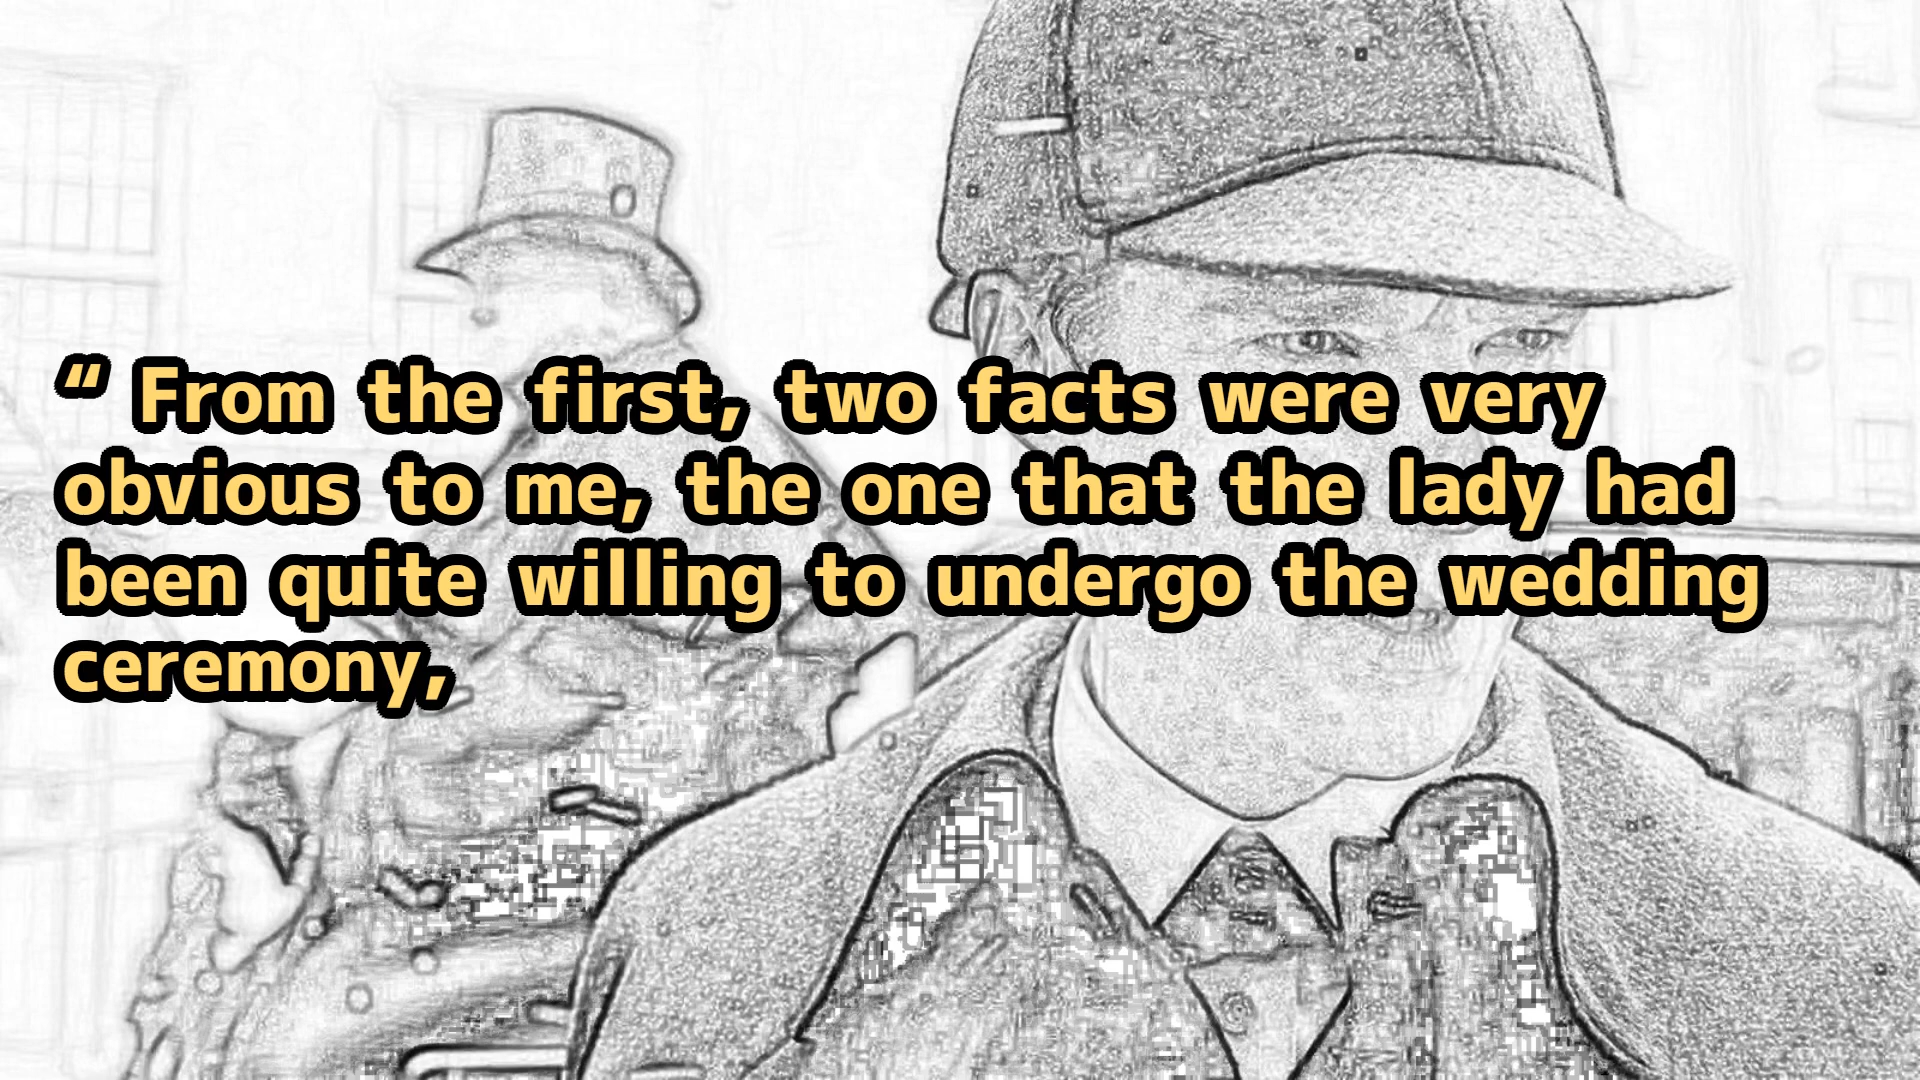 “ From the first, two facts were very
obvious to me, the one that the lady had
been quite willing to undergo the wedding
ceremony,